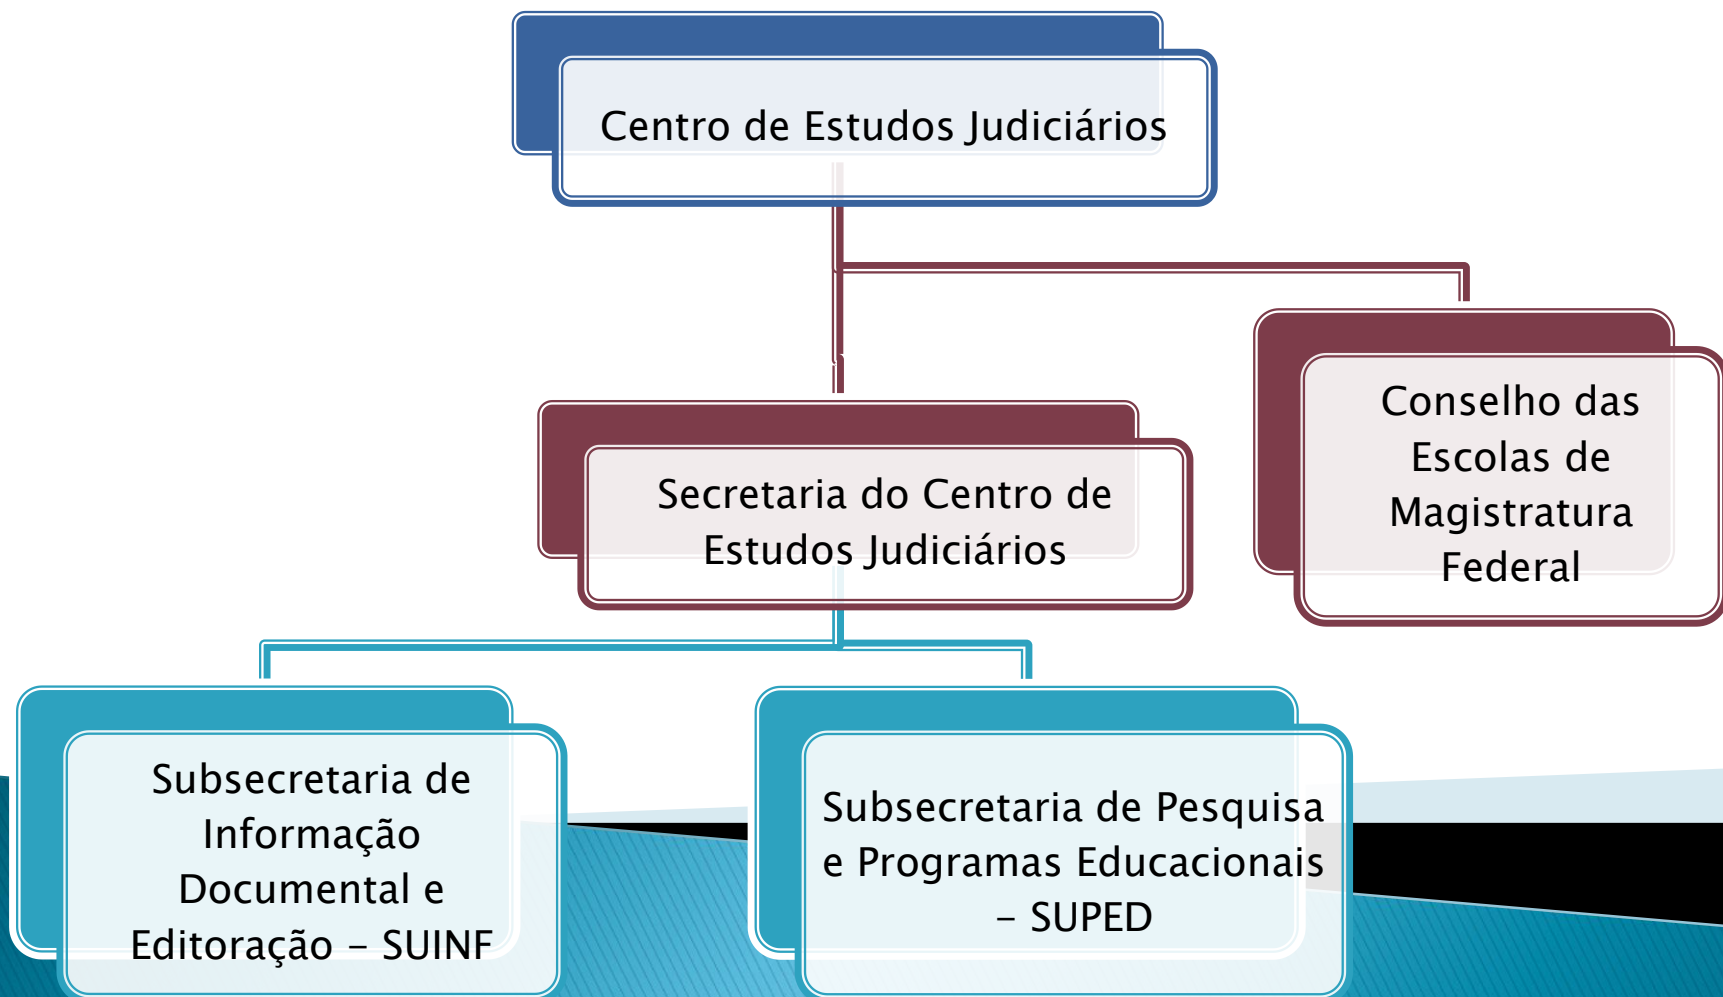 Centro de Estudos Judiciários
Conselho das
Escolas de
Magistratura
Federal
Secretaria do Centro de
Estudos Judiciários
Subsecretaria de
Informação
Documental e
Editoração – SUINF
Subsecretaria de Pesquisa
e Programas Educacionais
– SUPED